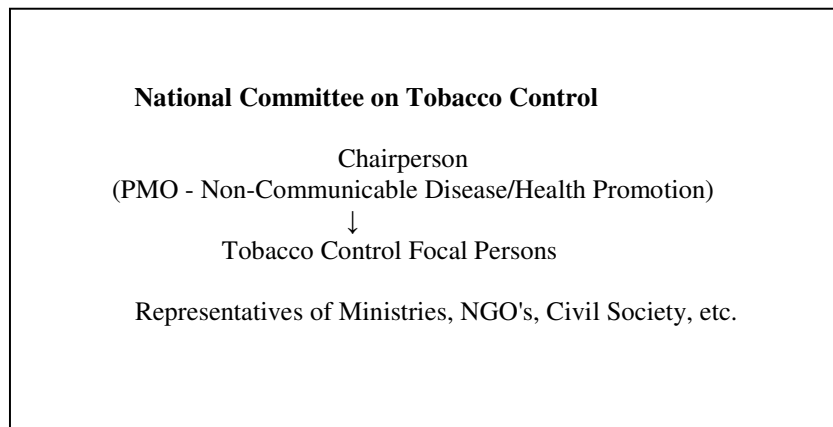 National Committee on Tobacco Control
Chairperson
(PMO - Non-Communicable Disease/Health Promotion)
↓
Tobacco Control Focal Persons
Representatives of Ministries, NGO's, Civil Society, etc.